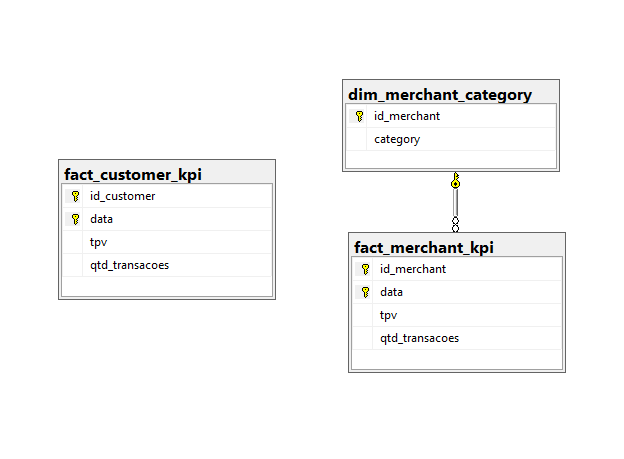 dim_merchant_category
id_merchant
category
fact_customer_kpi
id_customer
data
tpv
qtd_transacoes
fact_merchant_kpi
id_merchant
data
tpv
qtd_transacoes